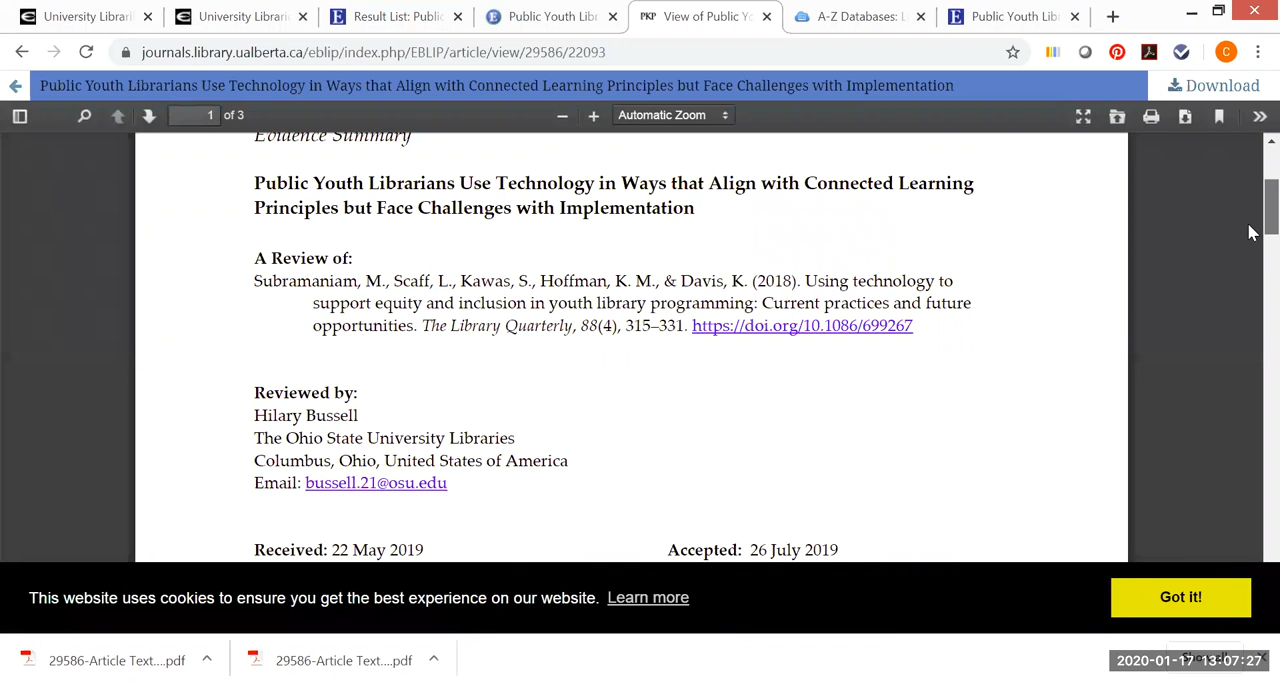 University Librari
University Librari
Result List: Public
Public Youth Libr
PKP View of Public Yo
A-Z Databases: L
Public Youth Libr
journals.library.ualberta.ca/eblip/index.php/EBLIP/article/view/29586/22093
C
Public Youth Librarians Use Technology in Ways that Align with Connected Learning Principles but Face Challenges with Implementation
Download
1 of 3
Automatic Zoom
Evidence Summary
Public Youth Librarians Use Technology in Ways that Align with Connected Learning
Principles but Face Challenges with Implementation
A Review of:
Subramaniam, M., Scaff, L., Kawas, S., Hoffman, K. M., & Davis, K. (2018). Using technology to
support equity and inclusion in youth library programming: Current practices and future
opportunities. The Library Quarterly, 88(4), 315–331. https://doi.org/10.1086/699267
Reviewed by:
Hilary Bussell
The Ohio State University Libraries
Columbus, Ohio, United States of America
Email: bussell.21@osu.edu
Received: 22 May 2019 Accepted: 26 July 2019
This website uses cookies to ensure you get the best experience on our website. Learn more
Got it!
29586-Article Text....pdf
29586-Article Text....pdf
2020-01-17 13:07:27